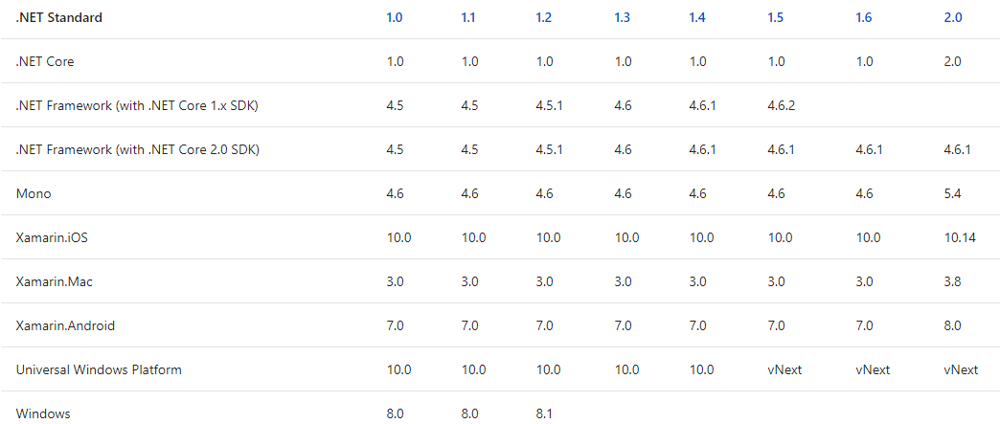 .NET Standard 1.0 1.1 1.2 1.3 1.4 1.5 1.6 2.0
.NET Core 1.0 1.0 1.0 1.0 1.0 1.0 1.0 2.0
.NET Framework (with .NET Core 1.x SDK) 4.5 4.5 4.5.1 4.6 4.6.1 4.6.2
.NET Framework (with .NET Core 2.0 SDK) 4.5 4.5 4.5.1 4.6 4.6.1 4.6.1 4.6.1 4.6.1
Mono 4.6 4.6 4.6 4.6 4.6 4.6 4.6 5.4
Xamarin.iOS 10.0 10.0 10.0 10.0 10.0 10.0 10.0 10.14
Xamarin.Mac 3.0 3.0 3.0 3.0 3.0 3.0 3.0 3.8
Xamarin.Android 7.0 7.0 7.0 7.0 7.0 7.0 7.0 8.0
Universal Windows Platform 10.0 10.0 10.0 10.0 10.0 vNext vNext vNext
Windows 8.0 8.0 8.1